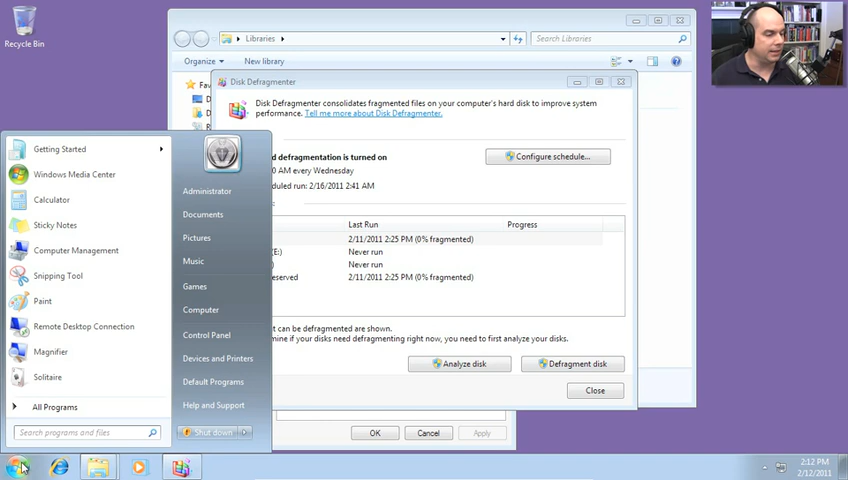 Recycle Bin
Libraries
Search Libraries
Organize
New library
Disk Defragmenter
Disk Defragmenter consolidates fragmented files on your computer's hard disk to improve system
performance. Tell me more about Disk Defragmenter.
defragmentation is turned on
Configure schedule...
AM every Wednesday
run: 2/16/2011 2:41 AM
Last Run
Progress
2/11/2011 2:25 PM (0% fragmented)
(E:)
Never run
)
Never run
2/11/2011 2:25 PM (0% fragmented)
can be defragmented are shown.
if your disks need defragmenting right now, you need to first analyze your disks.
Analyze disk
Defragment disk
Close
OK
Cancel
Apply
Getting Started
Windows Media Center
Calculator
Sticky Notes
Computer Management
Snipping Tool
Paint
Remote Desktop Connection
Magnifier
Solitaire
All Programs
Search programs and files
Administrator
Documents
Pictures
Music
Games
Computer
Control Panel
Devices and Printers
Default Programs
Help and Support
Shut down
2:12 PM
2/12/2011